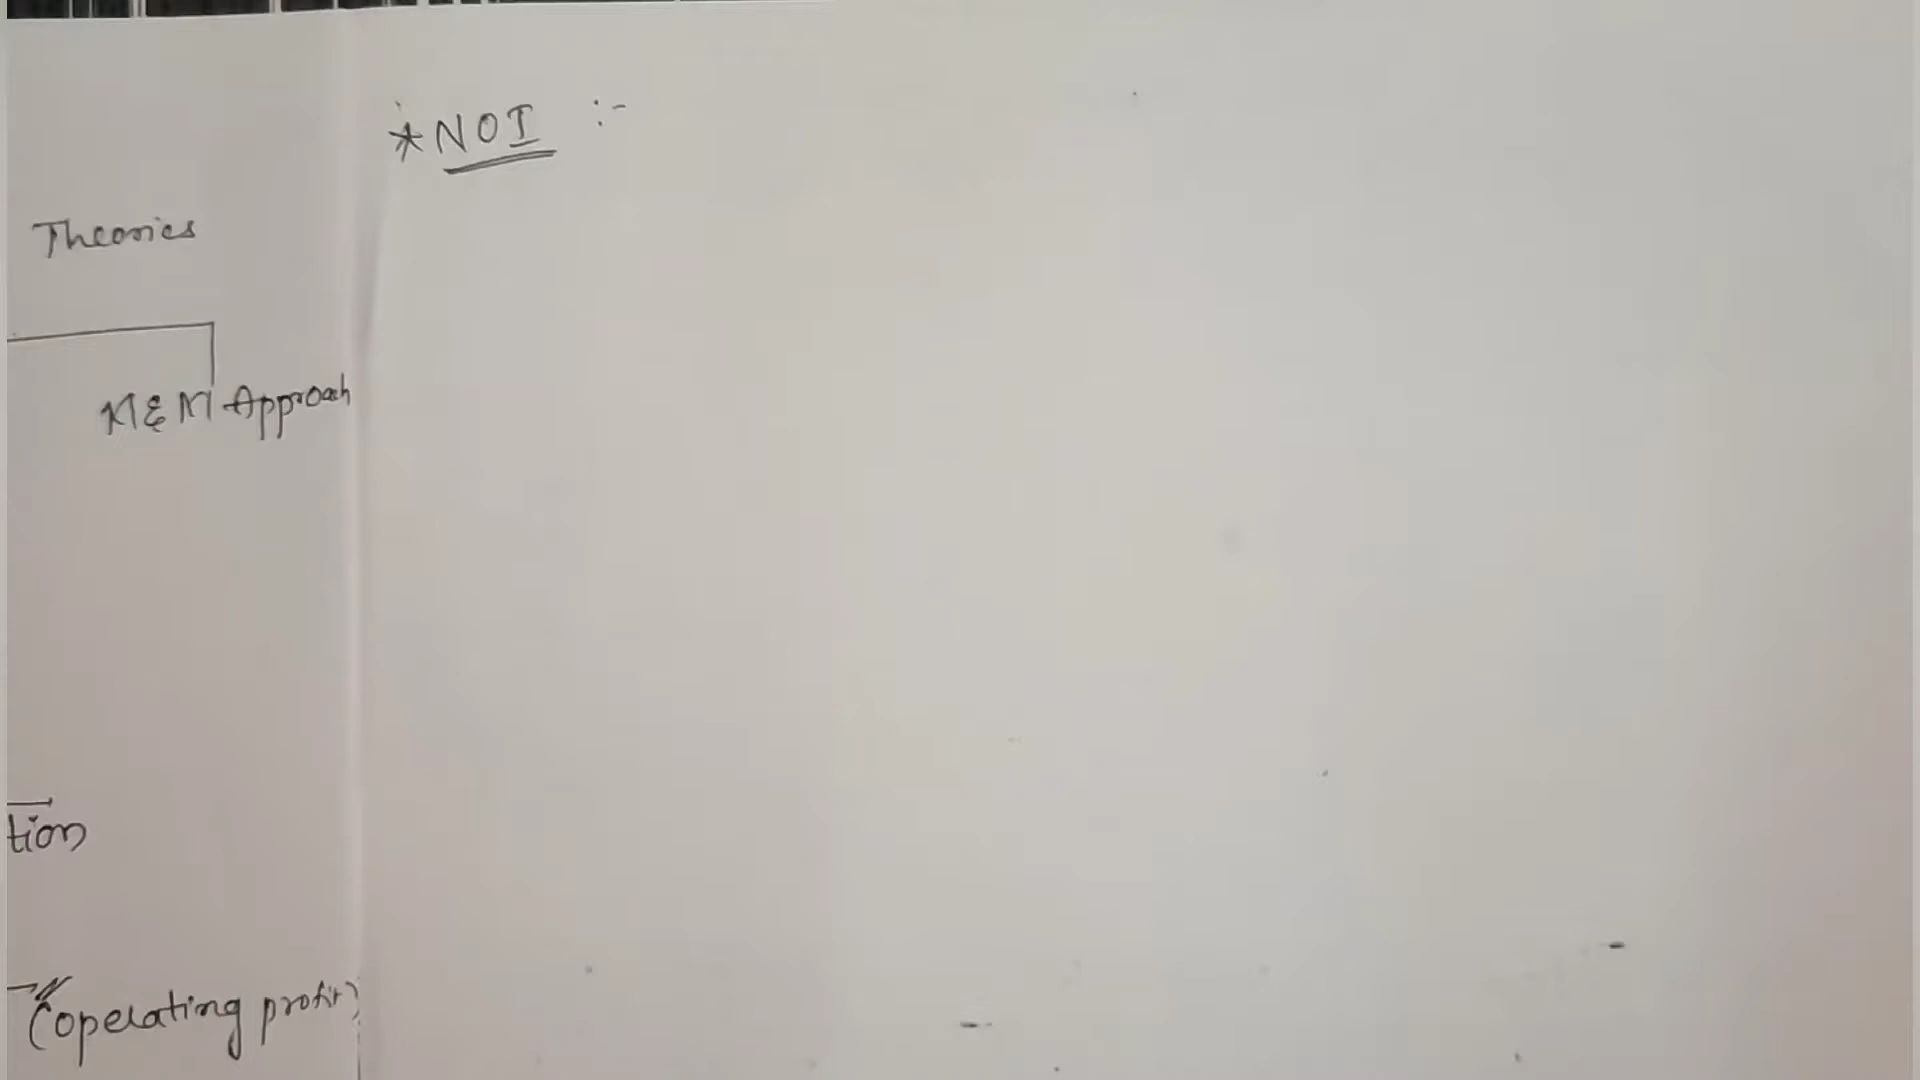 * NOI :-
Theories
M & M Approach
tion
(operating profit)